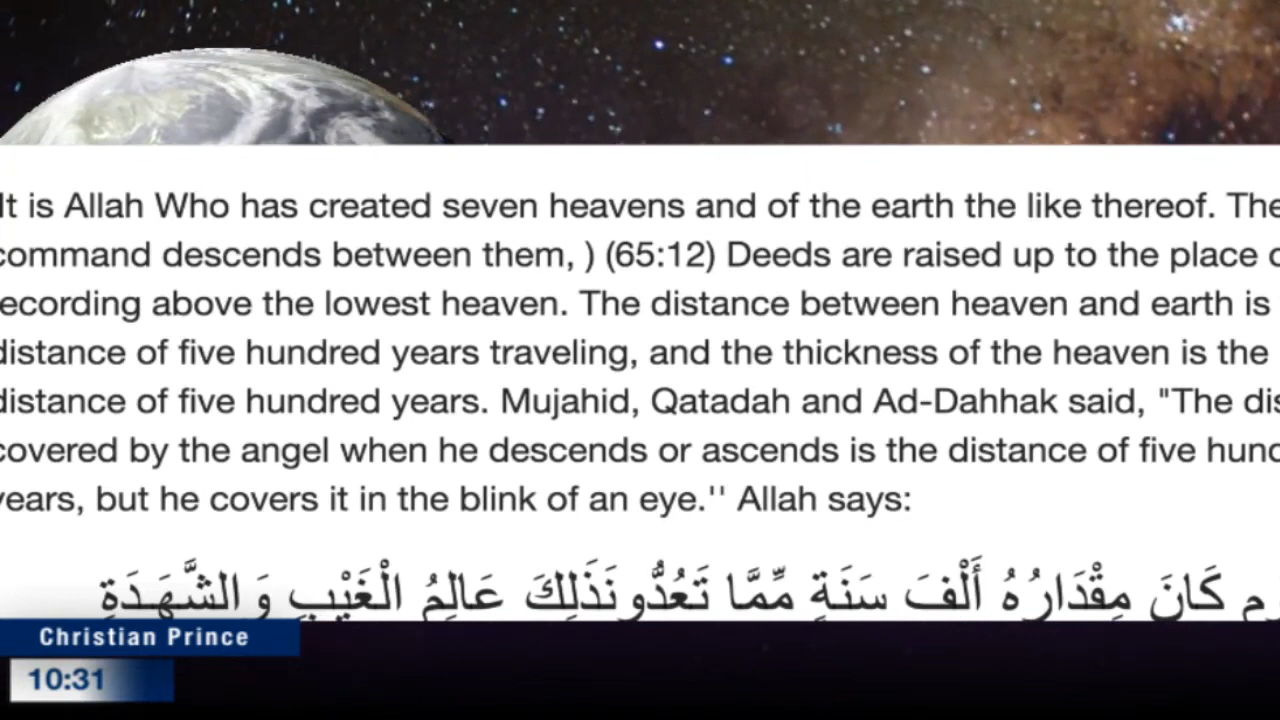 It is Allah Who has created seven heavens and of the earth the like thereof. The
command descends between them, ) (65:12) Deeds are raised up to the place
recording above the lowest heaven. The distance between heaven and earth is
distance of five hundred years traveling, and the thickness of the heaven is the
distance of five hundred years. Mujahid, Qatadah and Ad-Dahhak said, "The
covered by the angel when he descends or ascends is the distance of five
years, but he covers it in the blink of an eye.'' Allah says:
كَانَ مِقْدَارُهُ أَلْفَ سَنَةٍ مِّمَّا تَعُدُّونَذَلِكَ عَالِمُ الْغَيْبِ وَالشَّهَـدَةِ
Christian Prince
10:31